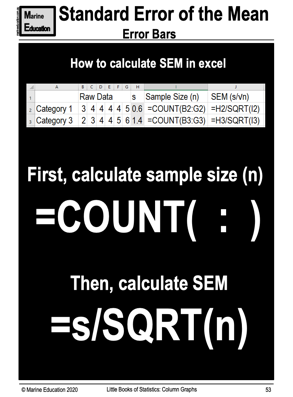 Marine
Education
Standard Error of the Mean
Error Bars
How to calculate SEM in excel
A B C D E F G H I J
1 Raw Data s Sample Size (n) SEM (s/√n)
2 Category 1 3 4 4 4 4 5 0.6 =COUNT(B2:G2) =H2/SQRT(I2)
3 Category 3 2 3 4 4 5 6 1.4 =COUNT(B3:G3) =H3/SQRT(I3)
First, calculate sample size (n)
=COUNT( : )
Then, calculate SEM
=s/SQRT(n)
© Marine Education 2020 Little Books of Statistics: Column Graphs 53